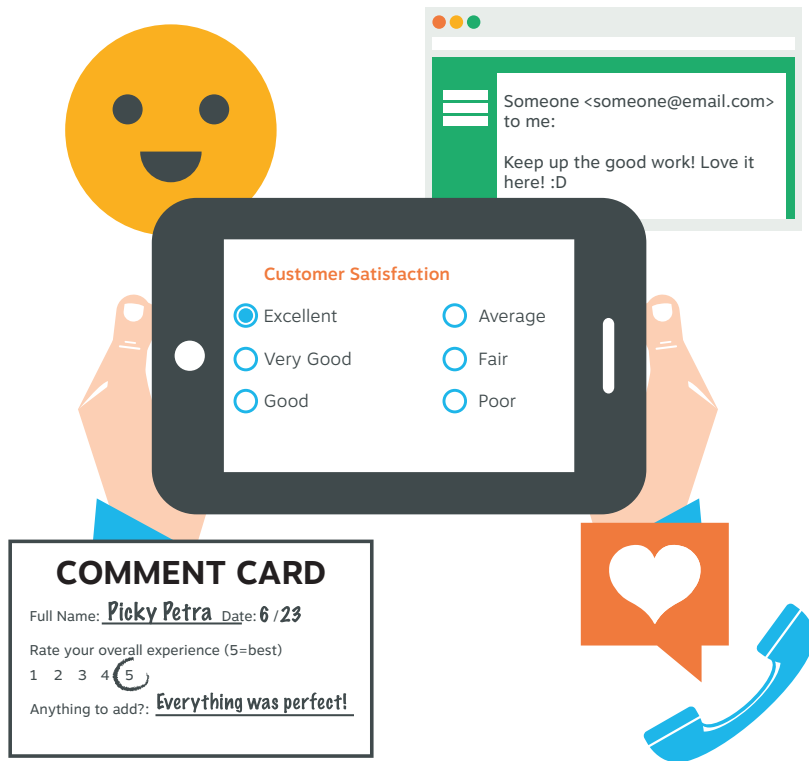 Someone <someone@email.com>
to me:
Keep up the good work! Love it
here! :D
Customer Satisfaction
Excellent
Average
Very Good
Fair
Good
Poor
COMMENT CARD
Full Name: Picky Petra Date: 6 / 23
Rate your overall experience (5=best)
1 2 3 4 5
Anything to add?: Everything was perfect!